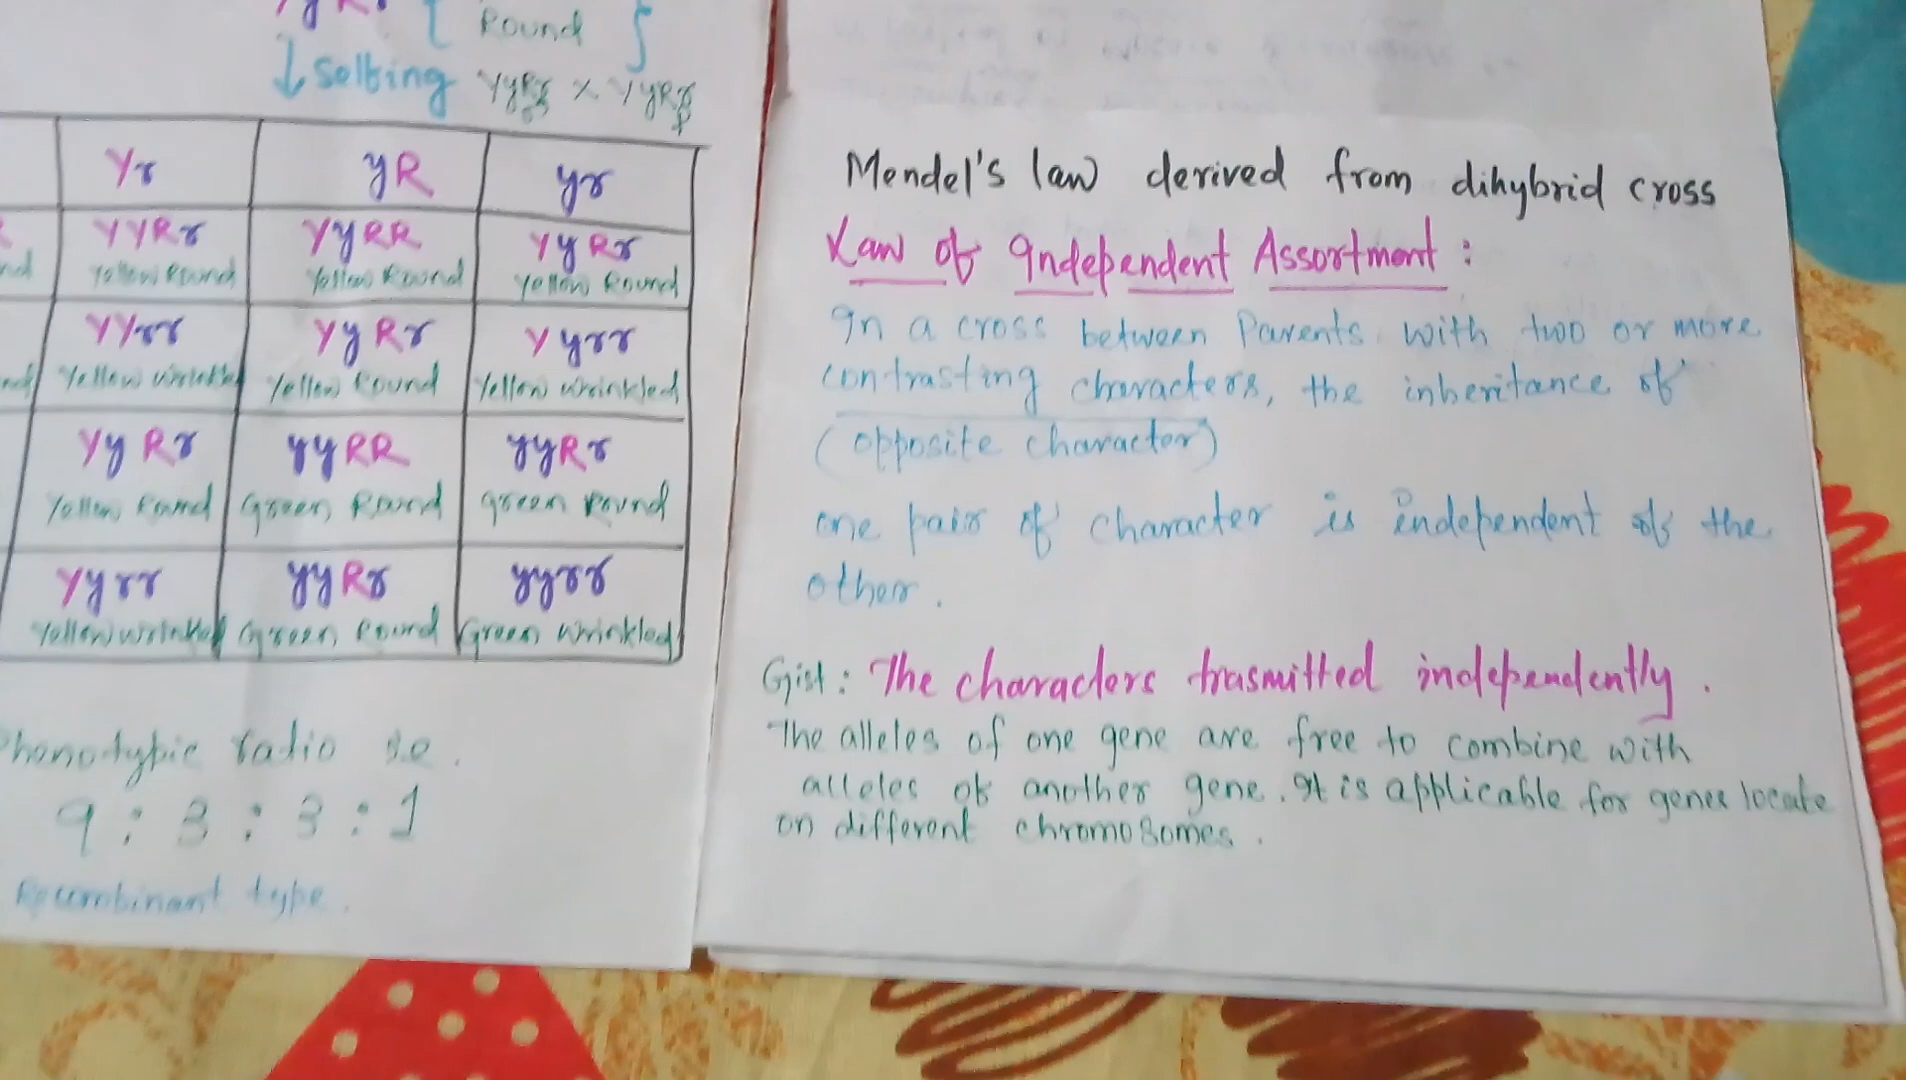 Round
↓ selfing YyRr × YyRr
Yr yR yr
YYRr YyRR YyRr
Yellow Round Yellow Round Yellow Round
YYrr YyRr Yyrr
Yellow wrinkled Yellow Round Yellow wrinkled
YyRr yyRR yyRr
Yellow Round Green Round green Round
Yyrr yyRr yyrr
Yellow wrinkled Green Round Green wrinkled
Phenotypic ratio
9 : 3 : 3 : 1
Recombinant type.
Mendel's law derived from dihybrid cross
Law of Independent Assortment :
In a cross between Parents with two or more
contrasting characters, the inheritance of
(opposite character)
one pair of character is independent of the
other.
Gist : The characters trasmitted independently.
The alleles of one gene are free to combine with
alleles of another gene. It is applicable for genes locate
on different chromosomes.